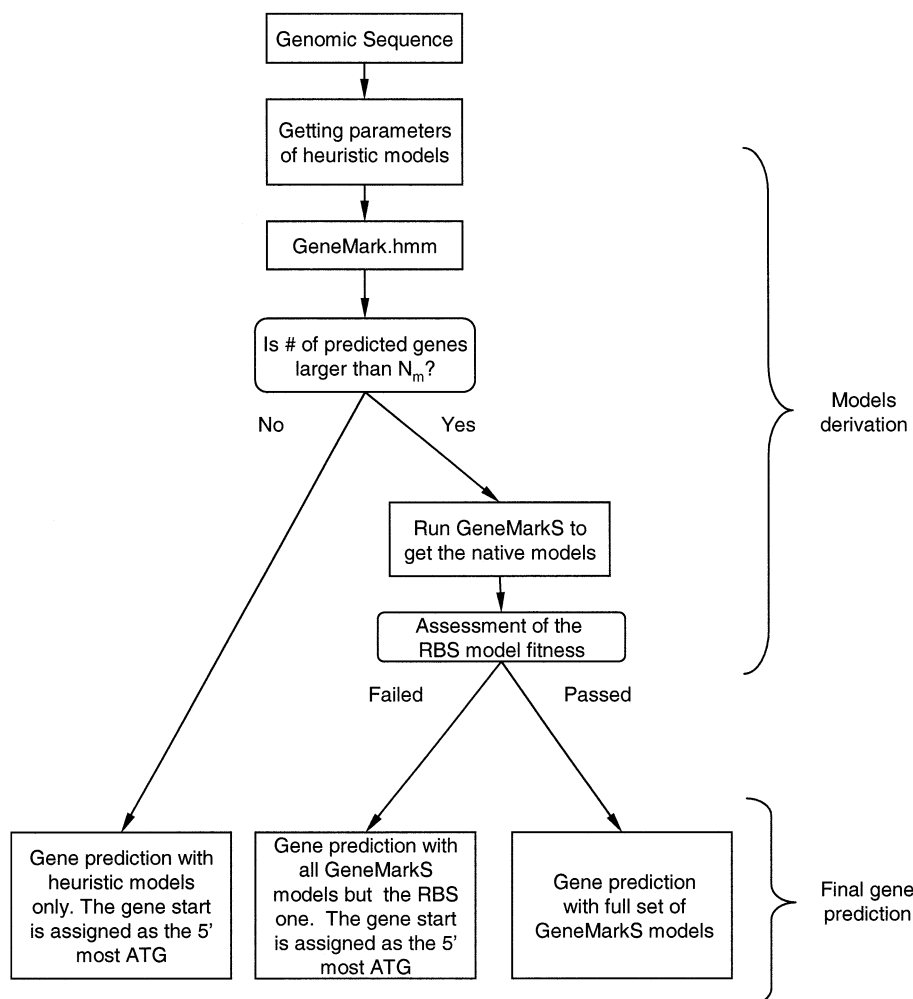 Genomic Sequence
Getting parameters
of heuristic models
GeneMark.hmm
Is # of predicted genes
larger than Nm?
No
Yes
Models
derivation
Run GeneMarkS to
get the native models
Assessment of the
RBS model fitness
Failed
Passed
Gene prediction with
heuristic models
only. The gene start
is assigned as the 5'
most ATG
Gene prediction with
all GeneMarkS
models but the RBS
one. The gene start
is assigned as the 5'
most ATG
Gene prediction
with full set of
GeneMarkS models
Final gene
prediction